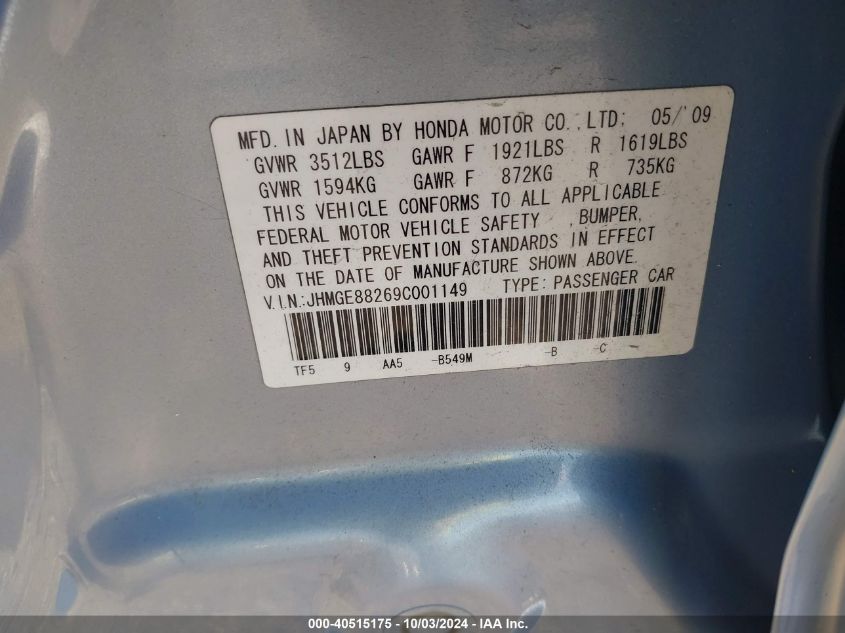 MFD. IN JAPAN BY HONDA MOTOR CO., LTD. 05/'09
GVWR 3512LBS GAWR F 1921LBS R 1619LBS
GVWR 1594KG GAWR F 872KG R 735KG
THIS VEHICLE CONFORMS TO ALL APPLICABLE
FEDERAL MOTOR VEHICLE SAFETY , BUMPER,
AND THEFT PREVENTION STANDARDS IN EFFECT
ON THE DATE OF MANUFACTURE SHOWN ABOVE.
V.I.N.:JHMGE88269C001149 TYPE: PASSENGER CAR
TF5 9 AA5 -B549M -B -C
000-40515175 - 10/03/2024 - IAA Inc.